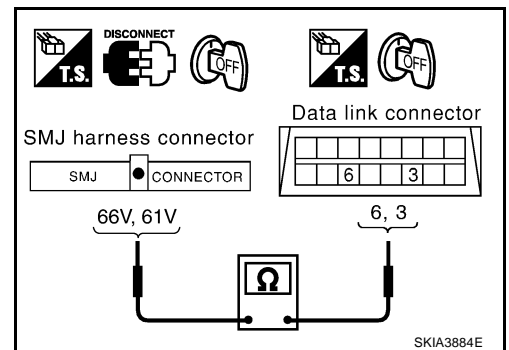 DISCONNECT
T.S.
OFF
T.S.
OFF
Data link connector
SMJ harness connector
6 3
SMJ CONNECTOR
66V, 61V
6, 3
Ω
SKIA3884E